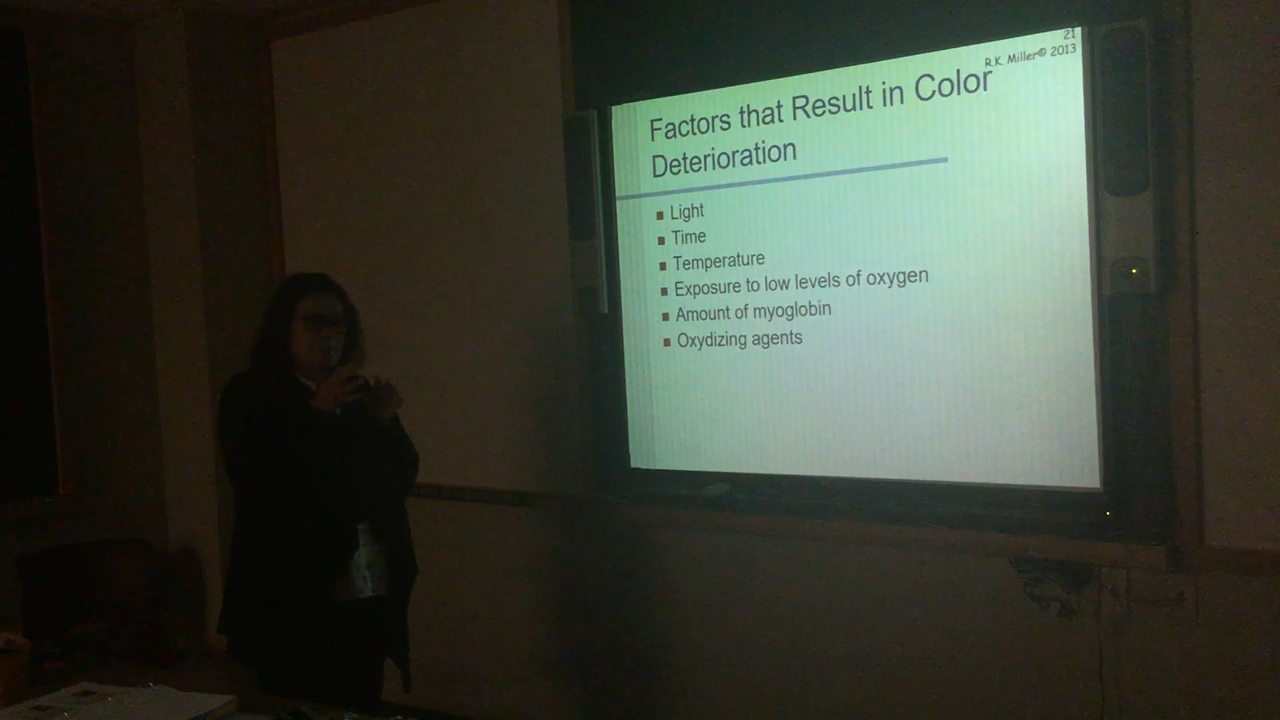 21
R.K. Miller© 2013
Factors that Result in Color
Deterioration
Light
Time
Temperature
Exposure to low levels of oxygen
Amount of myoglobin
Oxydizing agents